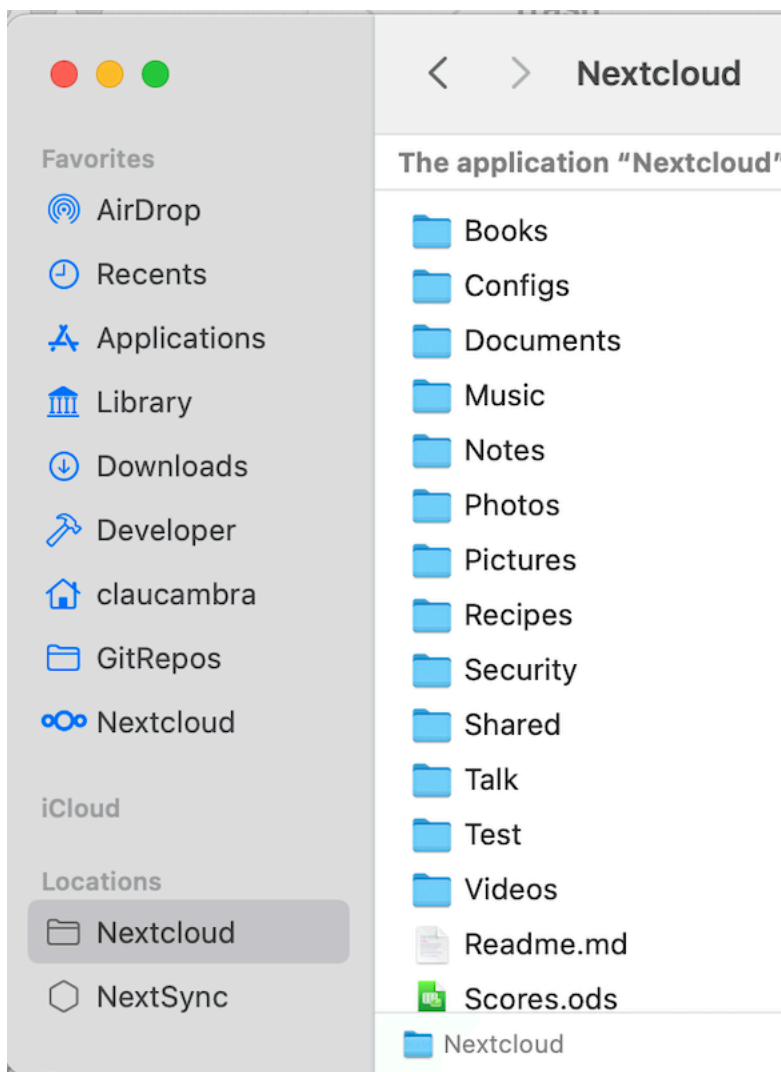 Nextcloud
Favorites
AirDrop
Recents
Applications
Library
Downloads
Developer
claucambra
GitRepos
Nextcloud
iCloud
Locations
Nextcloud
NextSync
The application “Nextcloud”
Books
Configs
Documents
Music
Notes
Photos
Pictures
Recipes
Security
Shared
Talk
Test
Videos
Readme.md
Scores.ods
Nextcloud